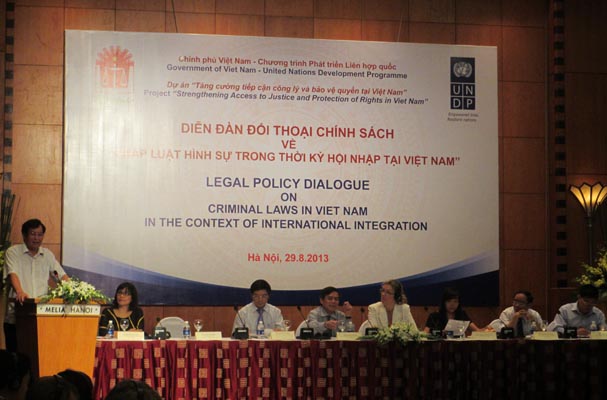 Chính phủ Việt Nam - Chương trình Phát triển Liên hợp quốc
Government of Viet Nam - United Nations Development Programme
Dự án "Tăng cường tiếp cận công lý và bảo vệ quyền tại Việt Nam"
Project "Strengthening Access to Justice and Protection of Rights in Viet Nam"
U N
D P
Empowered lives.
Resilient nations.
DIỄN ĐÀN ĐỐI THOẠI CHÍNH SÁCH
VỀ
LUẬT HÌNH SỰ TRONG THỜI KỲ HỘI NHẬP TẠI VIỆT NAM"
LEGAL POLICY DIALOGUE
ON
CRIMINAL LAWS IN VIET NAM
IN THE CONTEXT OF INTERNATIONAL INTEGRATION
Hà Nội, 29.8.2013
MELIA HANOI